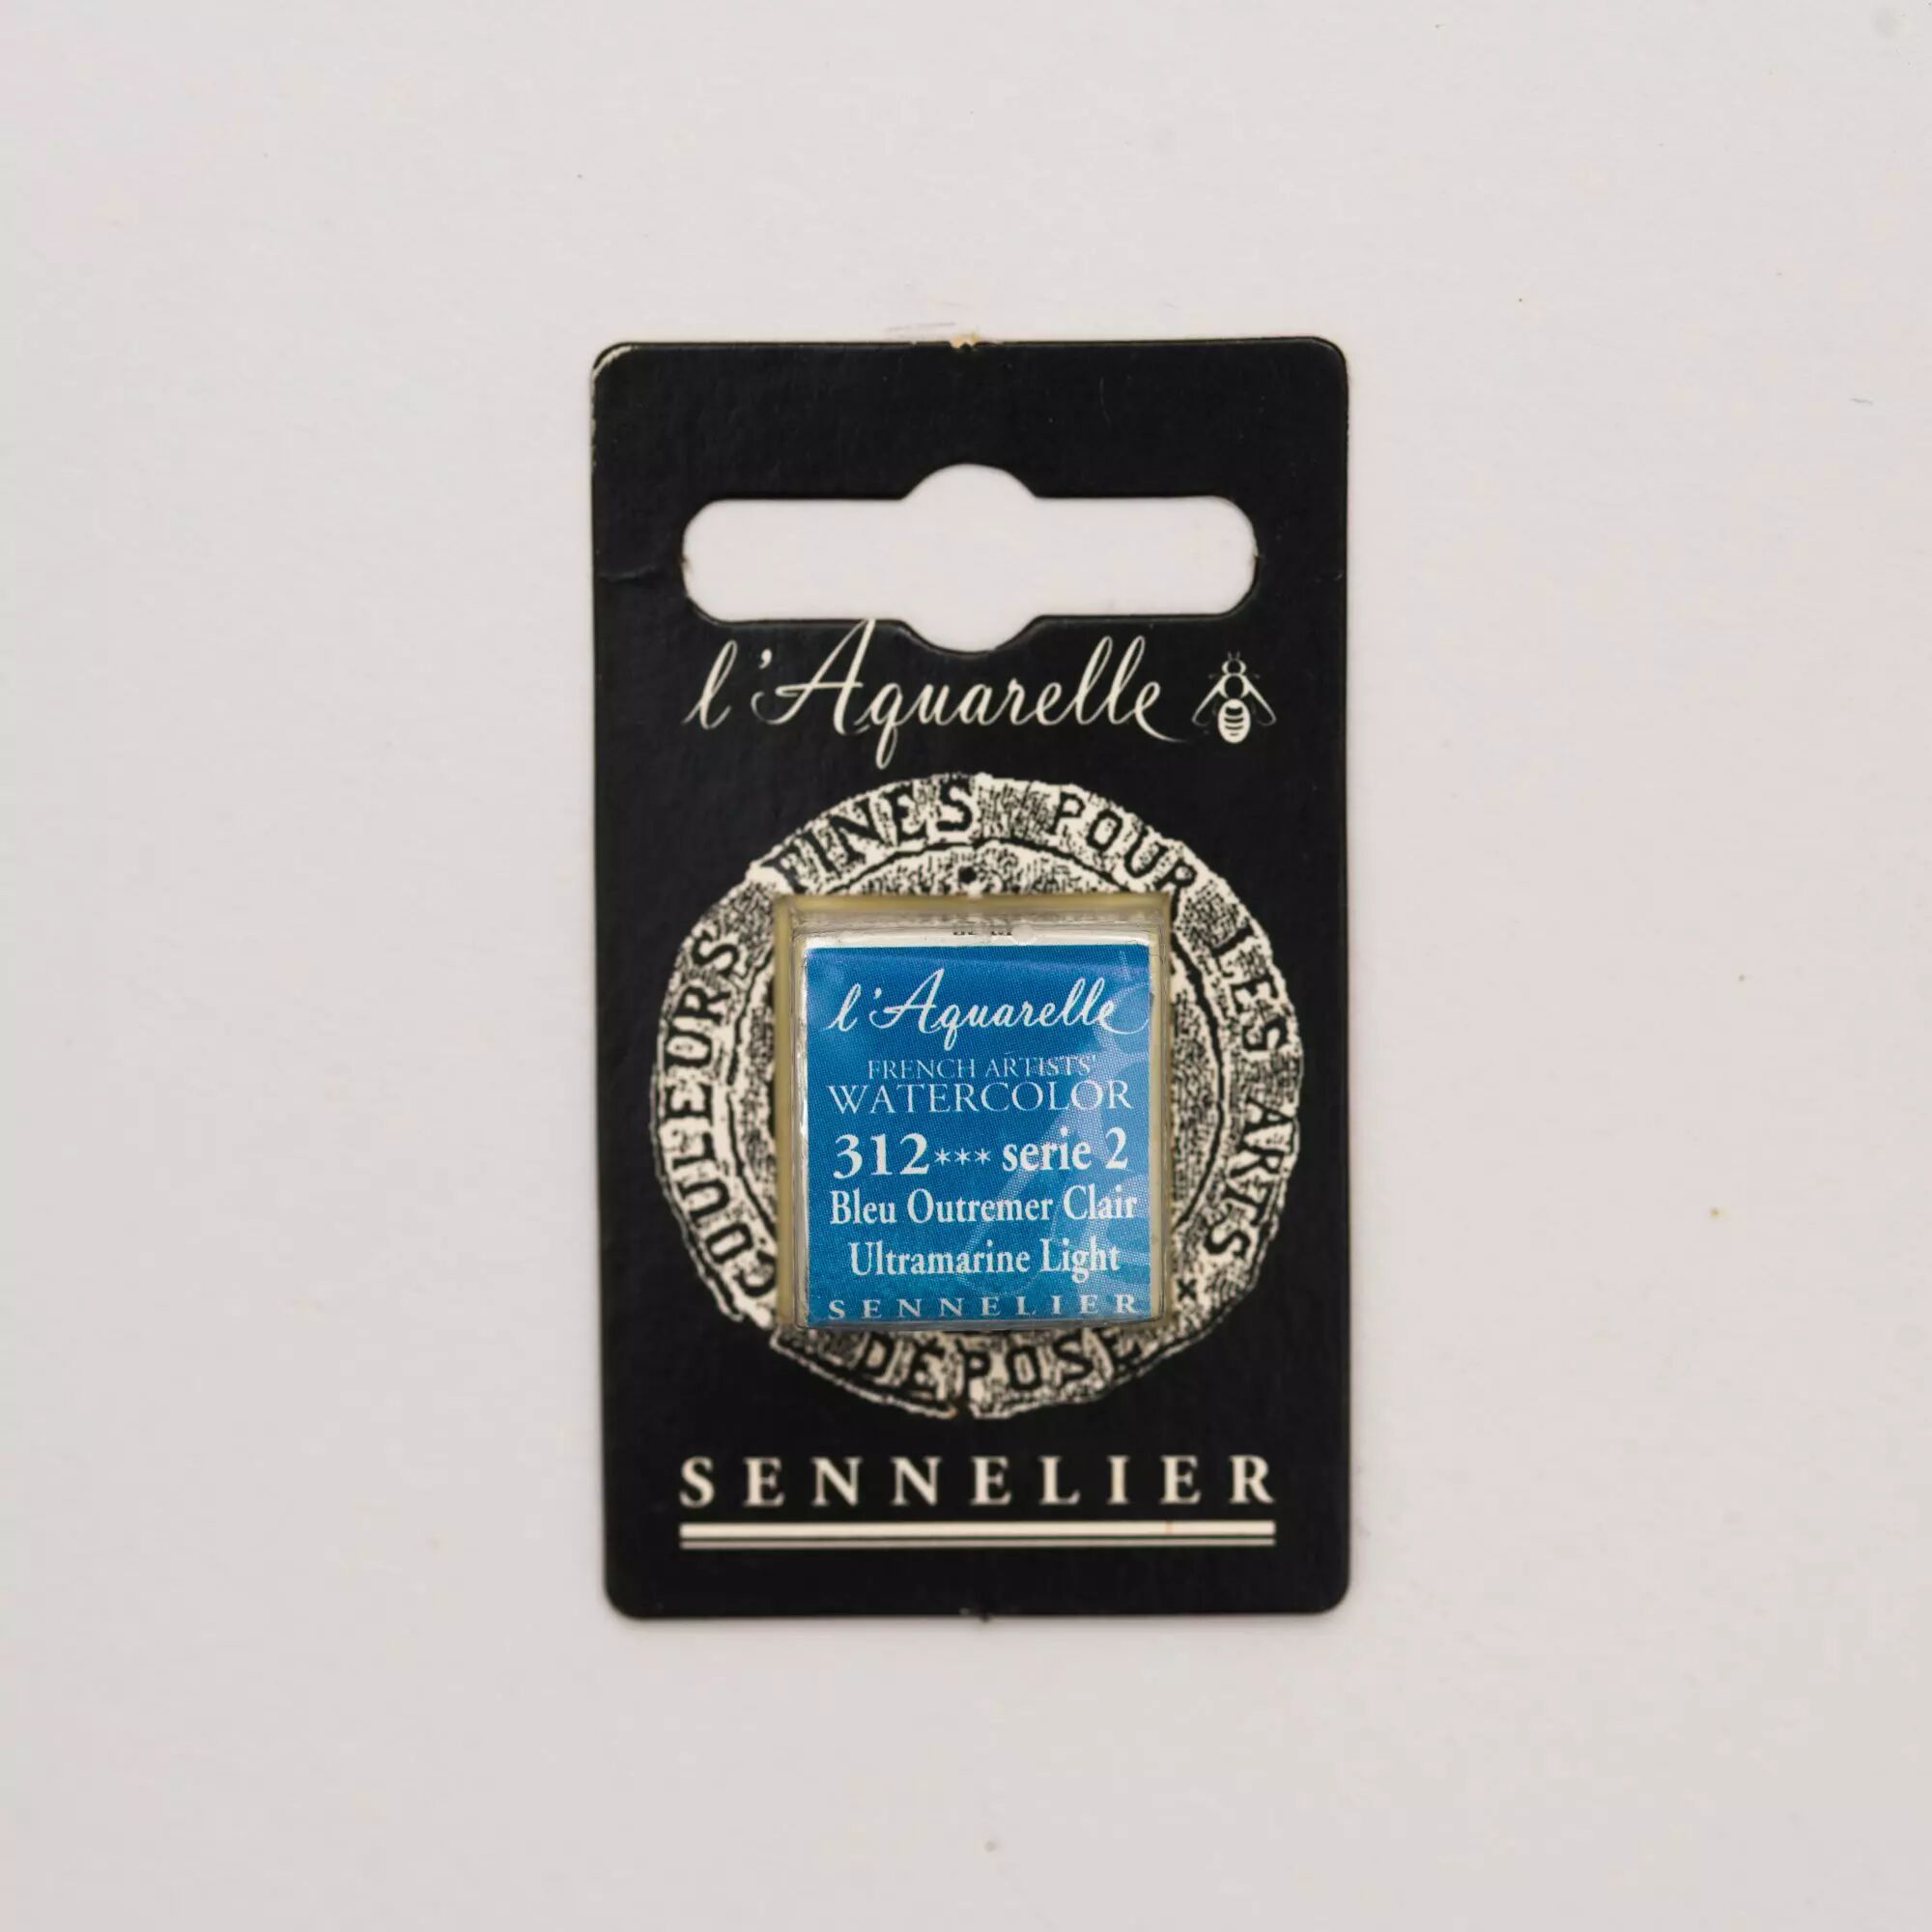 l'Aquarelle
COULEURS FINES POUR LES ARTS
DÉPOSÉ
l'Aquarelle
FRENCH ARTISTS'
WATERCOLOR
312*** serie 2
Bleu Outremer Clair
Ultramarine Light
SENNELIER
SENNELIER